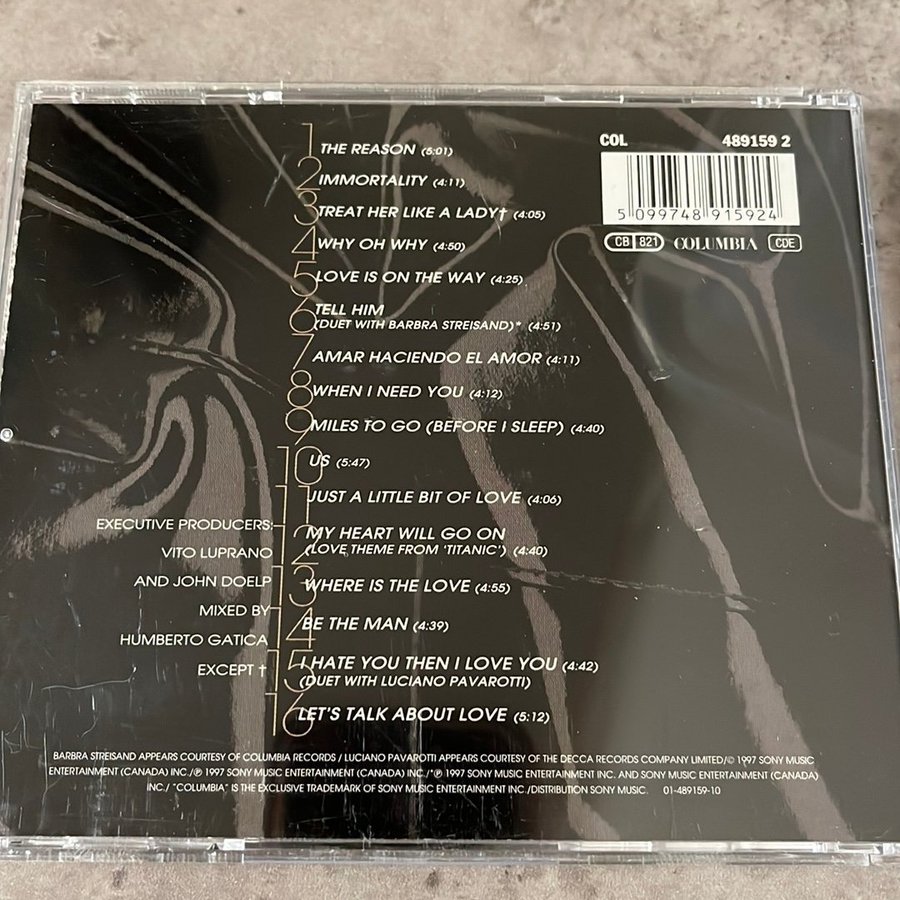 COL 489159 2
5 099748 915924
CB 821 COLUMBIA CDE
1 THE REASON (5:01)
2 IMMORTALITY (4:11)
3 TREAT HER LIKE A LADY† (4:05)
4 WHY OH WHY (4:50)
5 LOVE IS ON THE WAY (4:25)
6 TELL HIM
(DUET WITH BARBRA STREISAND)* (4:51)
7 AMAR HACIENDO EL AMOR (4:11)
8 WHEN I NEED YOU (4:12)
9 MILES TO GO (BEFORE I SLEEP) (4:40)
10 US (5:47)
11 JUST A LITTLE BIT OF LOVE (4:06)
12 MY HEART WILL GO ON
(LOVE THEME FROM 'TITANIC') (4:40)
13 WHERE IS THE LOVE (4:55)
14 BE THE MAN (4:39)
15 I HATE YOU THEN I LOVE YOU (4:42)
(DUET WITH LUCIANO PAVAROTTI)
16 LET'S TALK ABOUT LOVE (5:12)
EXECUTIVE PRODUCERS:
VITO LUPRANO
AND JOHN DOELP
MIXED BY
HUMBERTO GATICA
EXCEPT †
BARBRA STREISAND APPEARS COURTESY OF COLUMBIA RECORDS / LUCIANO PAVAROTTI APPEARS COURTESY OF THE DECCA RECORDS COMPANY LIMITED/© 1997 SONY MUSIC
ENTERTAINMENT (CANADA) INC./℗ 1997 SONY MUSIC ENTERTAINMENT (CANADA) INC./*℗ 1997 SONY MUSIC ENTERTAINMENT INC. AND SONY MUSIC ENTERTAINMENT (CANADA)
INC./ "COLUMBIA" IS THE EXCLUSIVE TRADEMARK OF SONY MUSIC ENTERTAINMENT INC./DISTRIBUTION SONY MUSIC. 01-489159-10